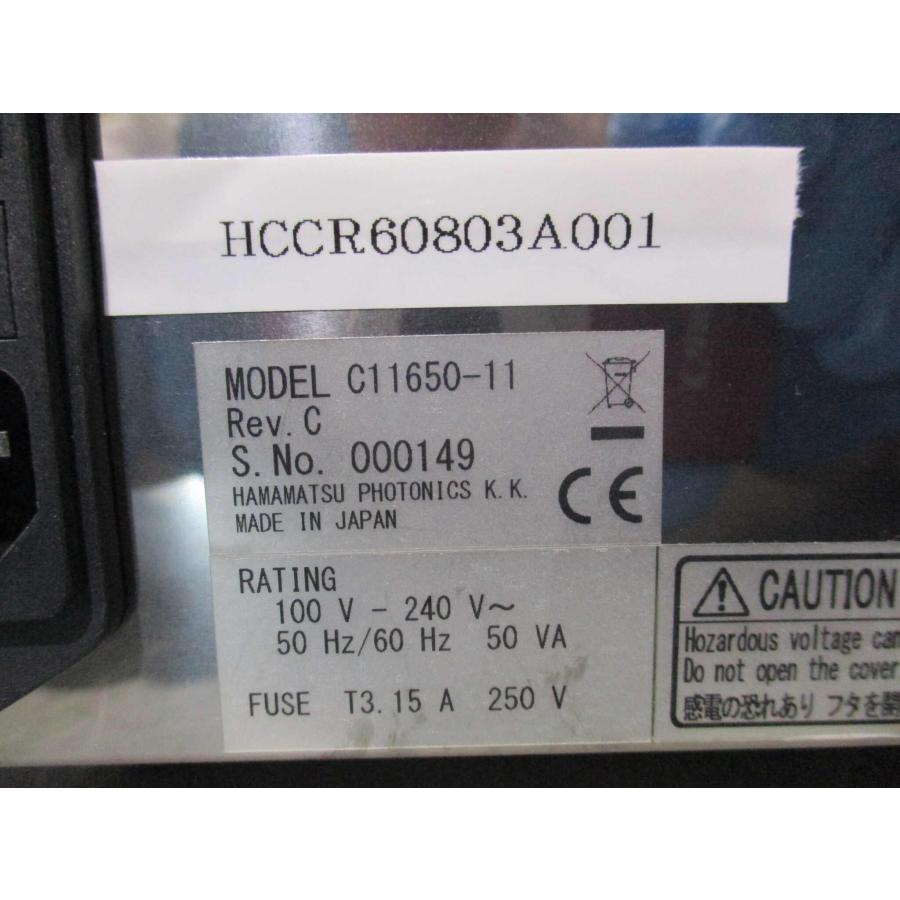 HCCR60803A001
MODEL C11650-11
Rev. C
S. No. 000149
HAMAMATSU PHOTONICS K. K.
MADE IN JAPAN
CE
RATING
100 V - 240 V～
50 Hz/60 Hz 50 VA
FUSE T3. 15 A 250 V
CAUTION
Hozardous voltage can
Do not open the cover
感電の恐れあり フタを開